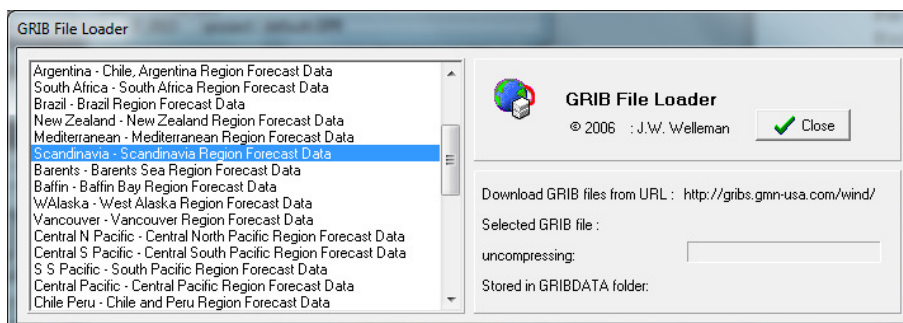 GRIB File Loader
Argentina - Chile, Argentina Region Forecast Data
South Africa - South Africa Region Forecast Data
Brazil - Brazil Region Forecast Data
New Zealand - New Zealand Region Forecast Data
Mediterranean - Mediterranean Region Forecast Data
Scandinavia - Scandinavia Region Forecast Data
Barents - Barents Sea Region Forecast Data
Baffin - Baffin Bay Region Forecast Data
WAlaska - West Alaska Region Forecast Data
Vancouver - Vancouver Region Forecast Data
Central N Pacific - Central North Pacific Region Forecast Data
Central S Pacific - Central South Pacific Region Forecast Data
S S Pacific - South Pacific Region Forecast Data
Central Pacific - Central Pacific Region Forecast Data
Chile Peru - Chile and Peru Region Forecast Data
GRIB File Loader
© 2006 : J.W. Welleman
Close
Download GRIB files from URL : http://gribs.gmn-usa.com/wind/
Selected GRIB file :
uncompressing:
Stored in GRIBDATA folder: